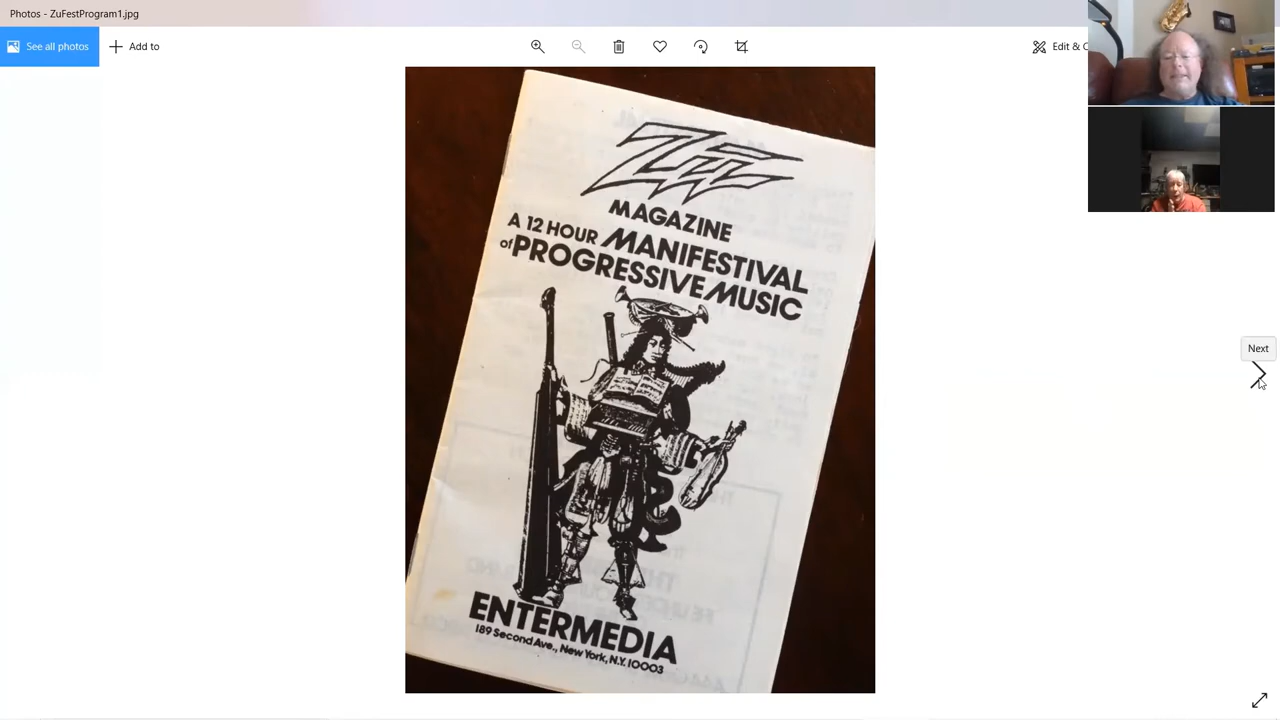 Photos - ZuFestProgram1.jpg
See all photos
Add to
Edit & C
ZU
MAGAZINE
A 12 HOUR MANIFESTIVAL
of PROGRESSIVE MUSIC
Next
ENTERMEDIA
189 Second Ave., New York, N.Y. 10003